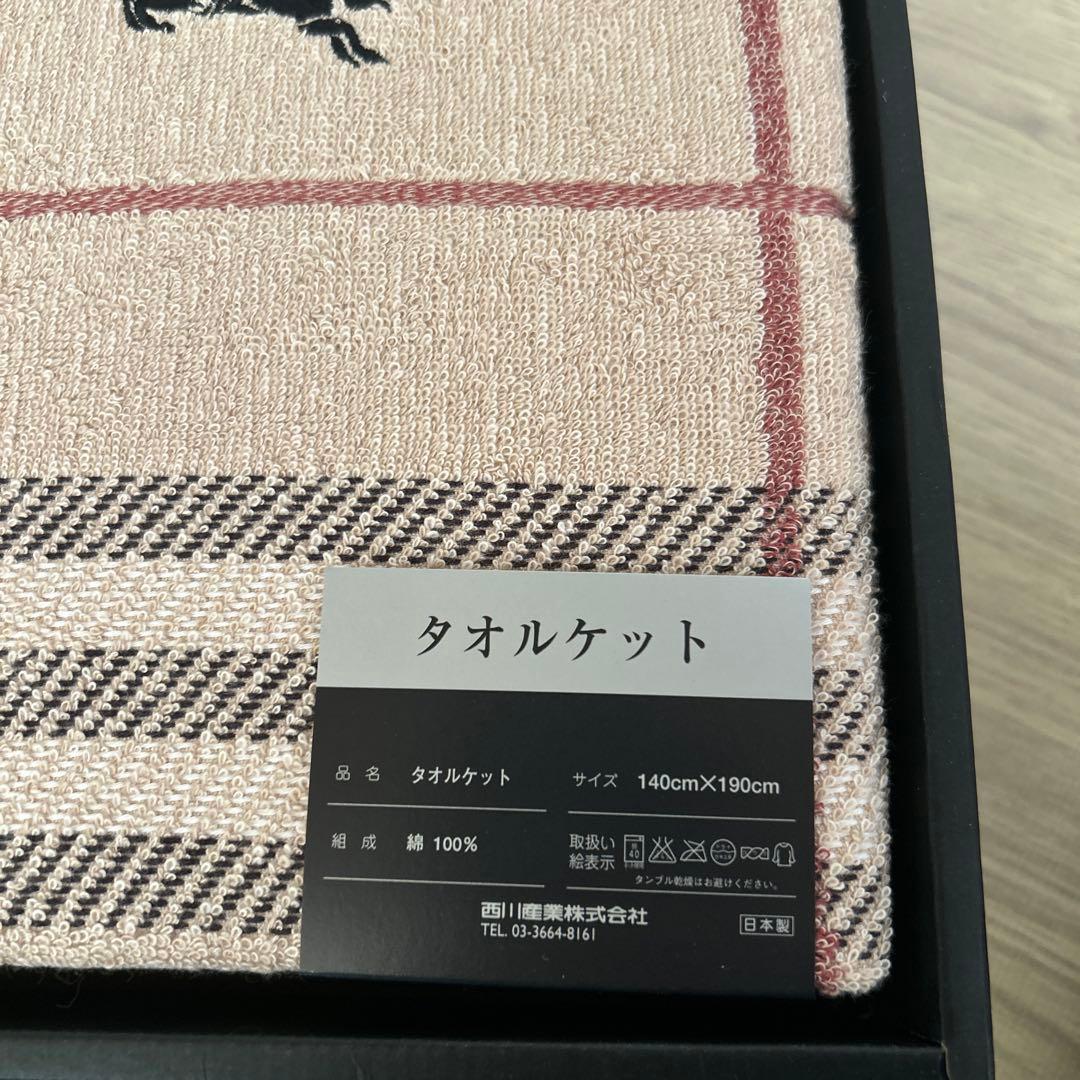 タオルケット
品名 タオルケット
サイズ 140cm×190cm
組成 綿 100%
取扱い
絵表示
40
タンブル乾燥はお避けください。
西川産業株式会社
TEL. 03-3664-8161
日本製